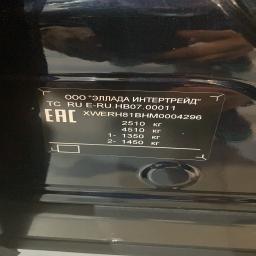 ООО "ЭЛЛАДА ИНТЕРТРЕЙД"
ТС RU E-RU.HB07.00011
EAC XWERH81BHM0004296
2510 кг
4510 кг
1- 1350 кг
2- 1450 кг